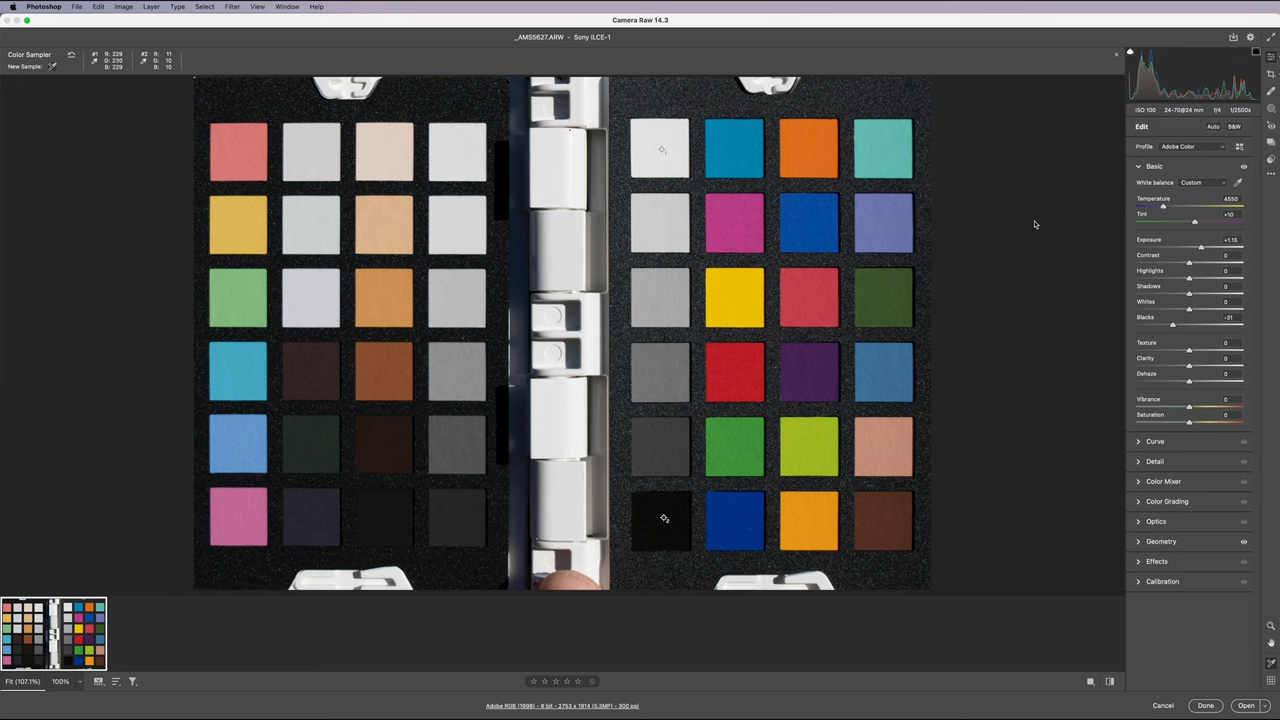 Photoshop File Edit Image Layer Type Select Filter View Window Help
Camera Raw 14.3
_AMS5627.ARW - Sony ILCE-1
Color Sampler
New Sample:
#1 R: 229
G: 230
B: 229
#2 R: 11
G: 10
B: 10
1
2
ISO 100 24-70@24 mm f/4 1/2500s
Edit Auto B&W
Profile Adobe Color
Basic
White balance Custom
Temperature 4550
Tint +10
Exposure +1.15
Contrast 0
Highlights 0
Shadows 0
Whites 0
Blacks -31
Texture 0
Clarity 0
Dehaze 0
Vibrance 0
Saturation 0
Curve
Detail
Color Mixer
Color Grading
Optics
Geometry
Effects
Calibration
Fit (107.1%) 100%
Adobe RGB (1998) - 8 bit - 2753 x 1914 (5.3MP) - 300 ppi
Cancel Done Open